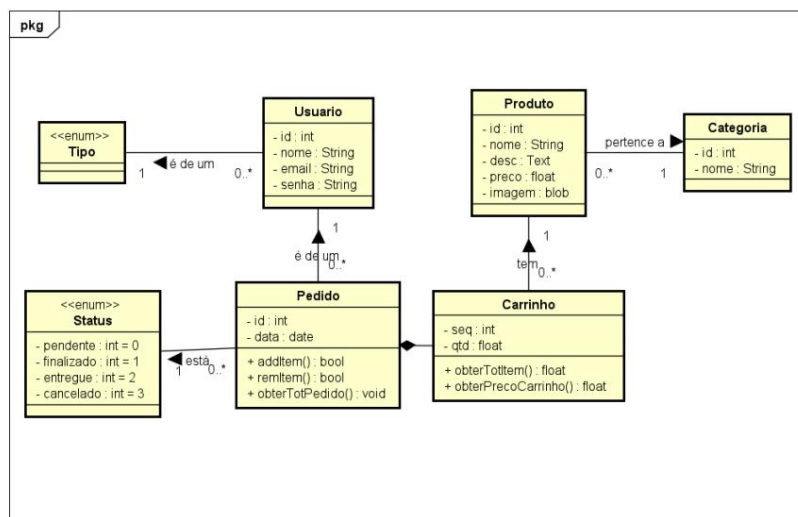 pkg
<<enum>>
Tipo
1
é de um
0..*
Usuario
- id : int
- nome : String
- email : String
- senha : String
Produto
- id : int
- nome : String
- desc : Text
- preco : float
- imagem : blob
pertence a
0..*
1
Categoria
- id : int
- nome : String
1
é de um
0..*
1
tem
0..*
<<enum>>
Status
- pendente : int = 0
- finalizado : int = 1
- entregue : int = 2
- cancelado : int = 3
está
1
0..*
Pedido
- id : int
- data : date
+ addItem() : bool
+ remItem() : bool
+ obterTotPedido() : void
Carrinho
- seq : int
- qtd : float
+ obterTotItem() : float
+ obterPrecoCarrinho() : float